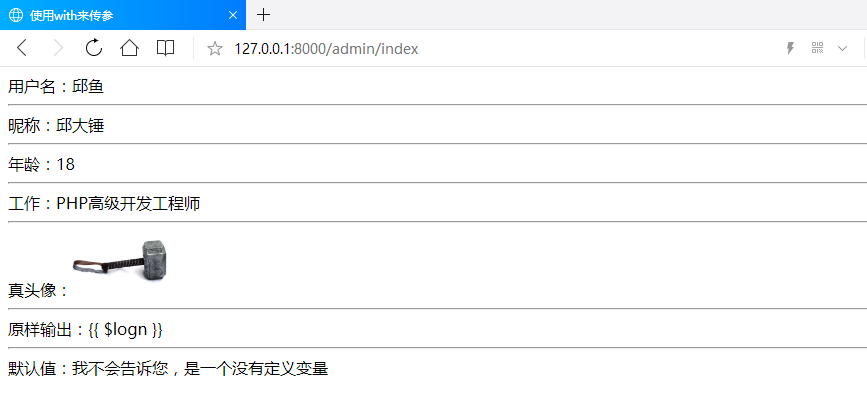 使用with来传参
127.0.0.1:8000/admin/index
用户名：邱鱼
昵称：邱大锤
年龄：18
工作：PHP高级开发工程师
真头像：
原样输出：{{ $logn }}
默认值：我不会告诉您，是一个没有定义变量